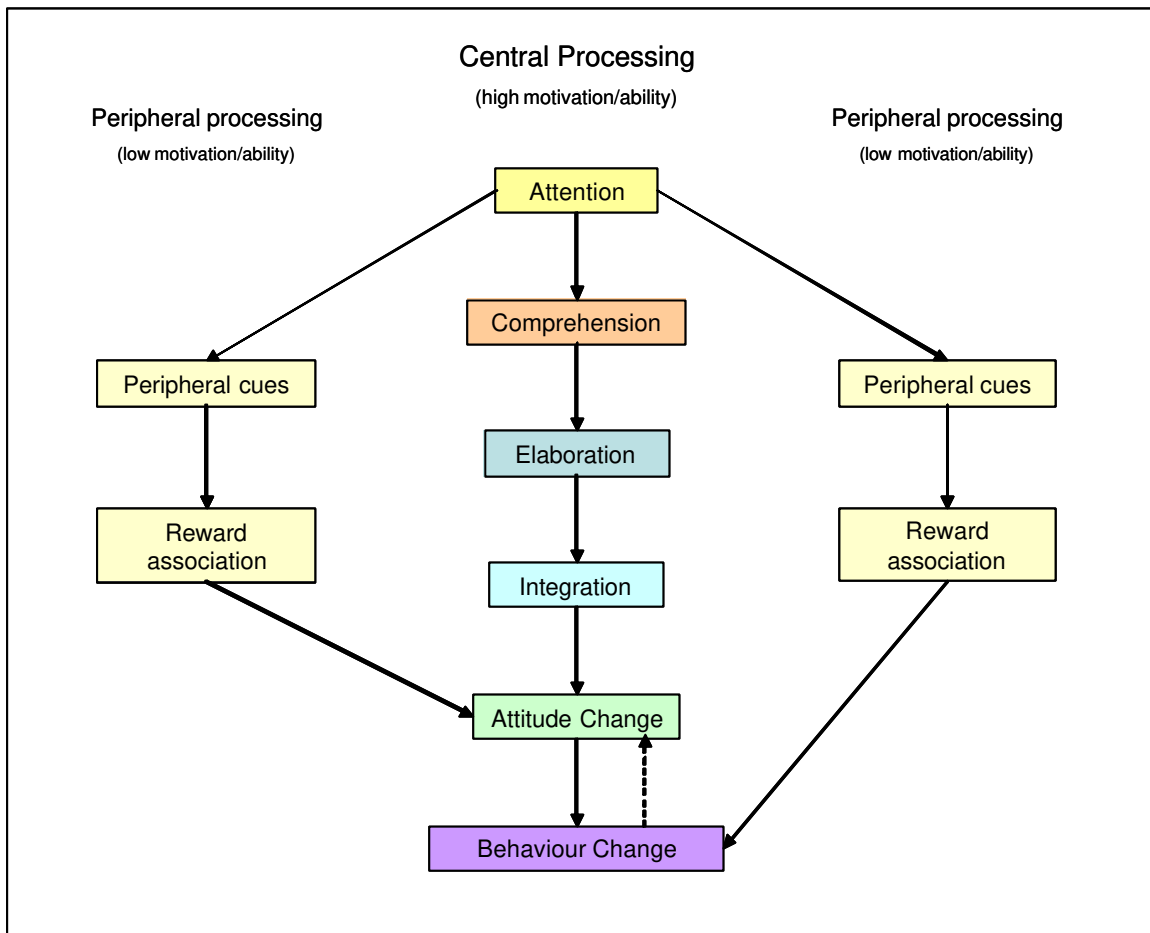 Central Processing
(high motivation/ability)
Peripheral processing
(low motivation/ability)
Peripheral processing
(low motivation/ability)
Attention
Comprehension
Peripheral cues
Peripheral cues
Elaboration
Reward
association
Reward
association
Integration
Attitude Change
Behaviour Change